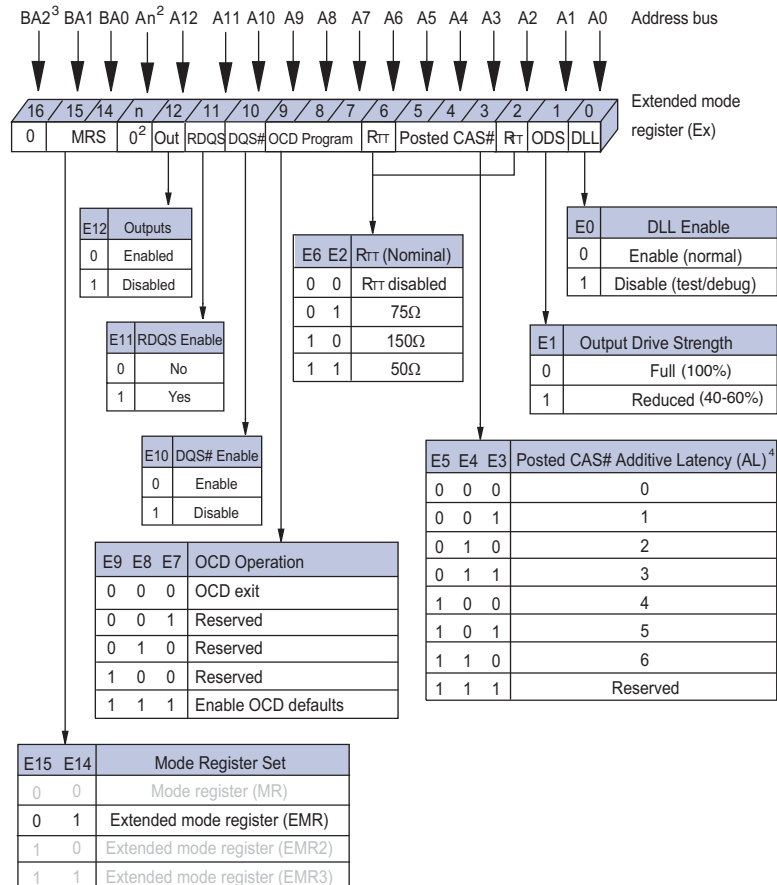 BA2³ BA1 BA0 An² A12 A11 A10 A9 A8 A7 A6 A5 A4 A3 A2 A1 A0 Address bus
16 15 14 n 12 11 10 9 8 7 6 5 4 3 2 1 0
Extended mode
register (Ex)
0 MRS 0² Out RDQS DQS# OCD Program RTT Posted CAS# RTT ODS DLL
E12 Outputs
0 Enabled
1 Disabled
E6 E2 RTT (Nominal)
0 0 RTT disabled
0 1 75Ω
1 0 150Ω
1 1 50Ω
E0 DLL Enable
0 Enable (normal)
1 Disable (test/debug)
E11 RDQS Enable
0 No
1 Yes
E1 Output Drive Strength
0 Full (100%)
1 Reduced (40-60%)
E10 DQS# Enable
0 Enable
1 Disable
E5 E4 E3 Posted CAS# Additive Latency (AL)⁴
0 0 0 0
0 0 1 1
0 1 0 2
0 1 1 3
1 0 0 4
1 0 1 5
1 1 0 6
1 1 1 Reserved
E9 E8 E7 OCD Operation
0 0 0 OCD exit
0 0 1 Reserved
0 1 0 Reserved
1 0 0 Reserved
1 1 1 Enable OCD defaults
E15 E14 Mode Register Set
0 0 Mode register (MR)
0 1 Extended mode register (EMR)
1 0 Extended mode register (EMR2)
1 1 Extended mode register (EMR3)